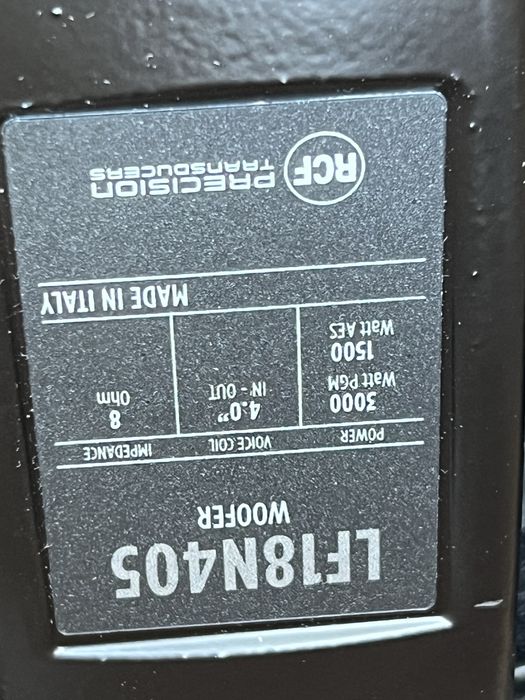 LF18N405
WOOFER
POWER VOICE COIL IMPEDANCE
3000 4.0" 8
Watt PGM IN - OUT Ohm
1500
Watt AES
MADE IN ITALY
RCF PRECISION
TRANSDUCERS